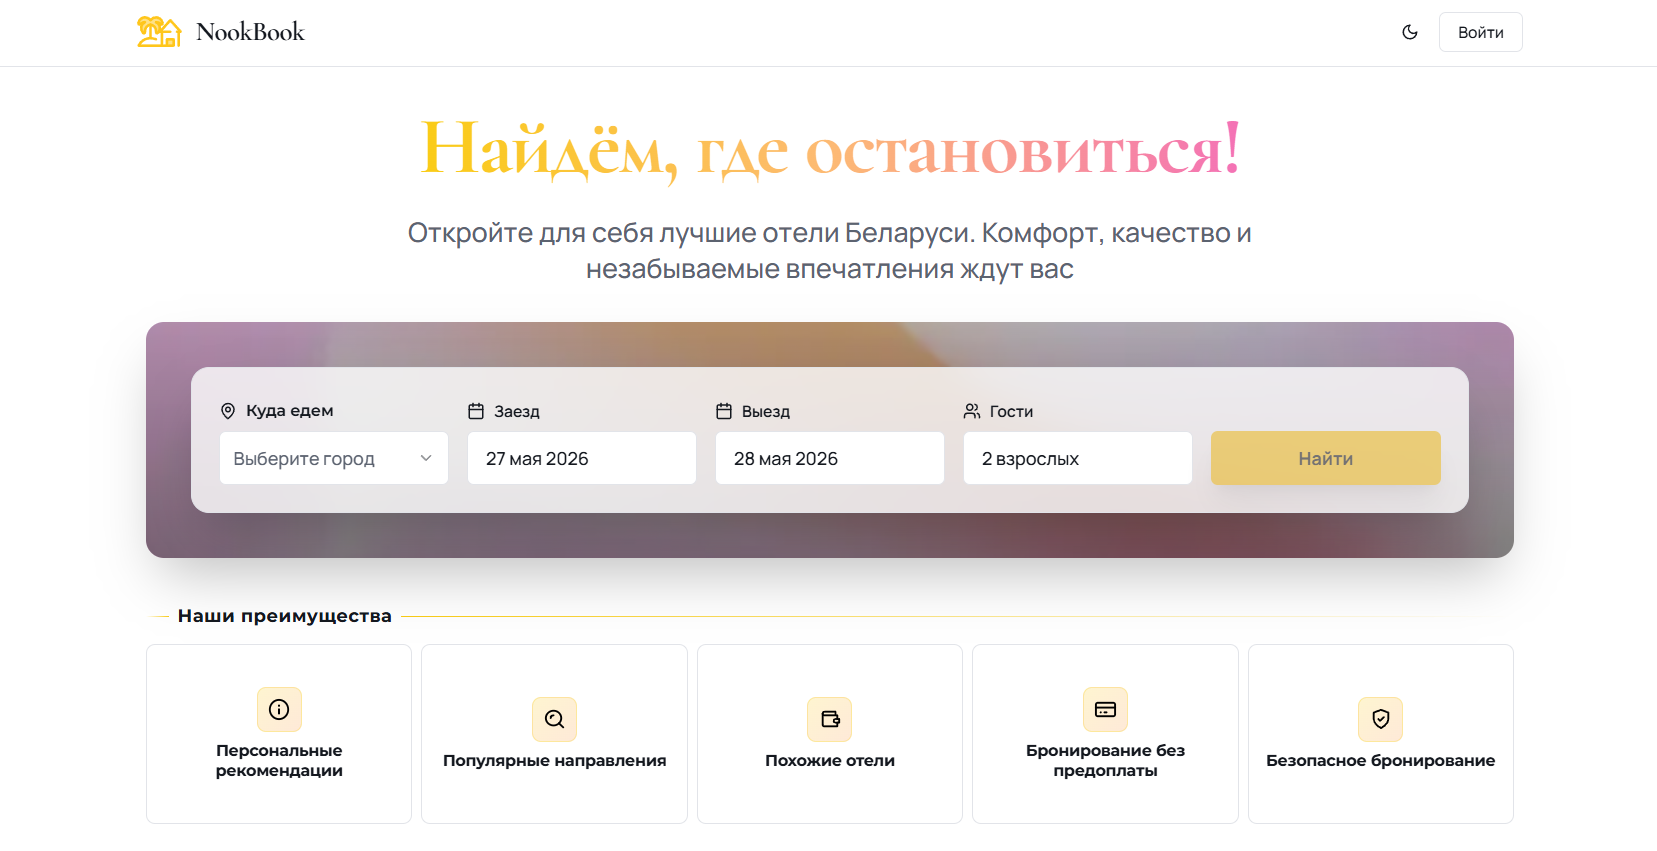 NookBook
Войти
Найдём, где остановиться!
Откройте для себя лучшие отели Беларуси. Комфорт, качество и
незабываемые впечатления ждут вас
Куда едем
Заезд
Выезд
Гости
Выберите город
27 мая 2026
28 мая 2026
2 взрослых
Найти
Наши преимущества
Персональные
рекомендации
Популярные направления
Похожие отели
Бронирование без
предоплаты
Безопасное бронирование